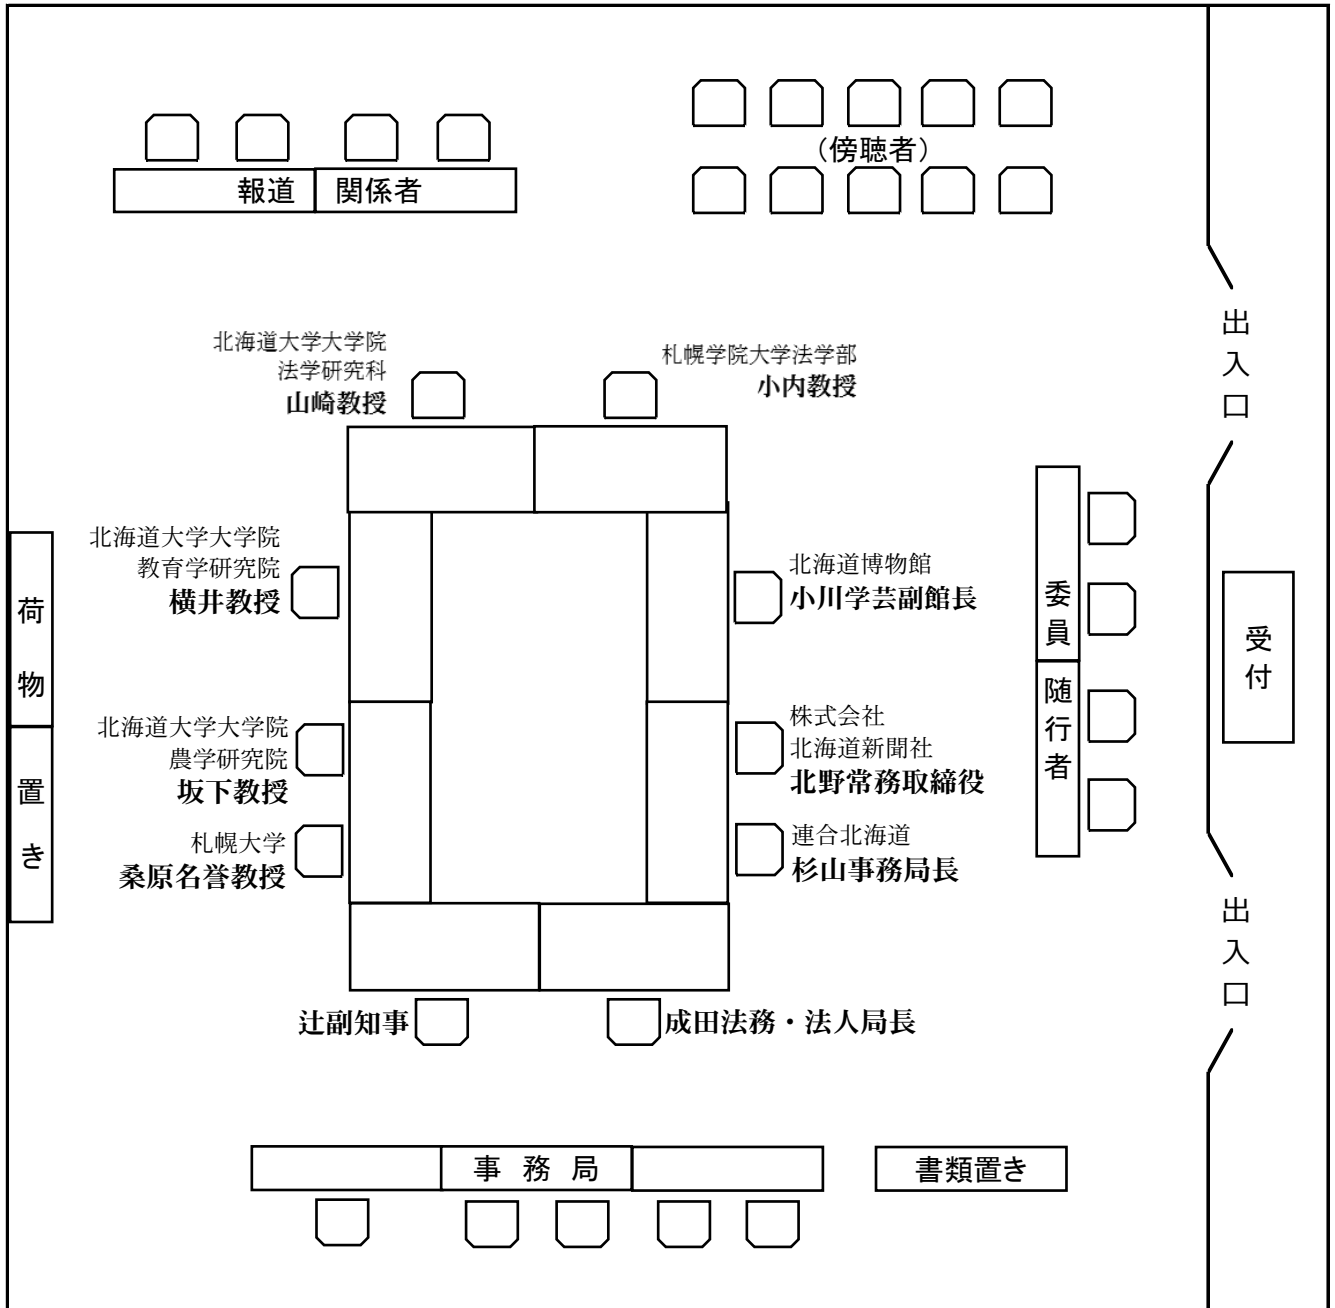 (傍聴者)
報道 関係者
出入口
北海道大学大学院
法学研究科
山崎教授
札幌学院大学法学部
小内教授
北海道大学大学院
教育学研究院
横井教授
北海道博物館
小川学芸副館長
委員 随行者
受付
荷物 置き
北海道大学大学院
農学研究院
坂下教授
株式会社
北海道新聞社
北野常務取締役
札幌大学
桑原名誉教授
連合北海道
杉山事務局長
出入口
辻副知事
成田法務・法人局長
事務局
書類置き